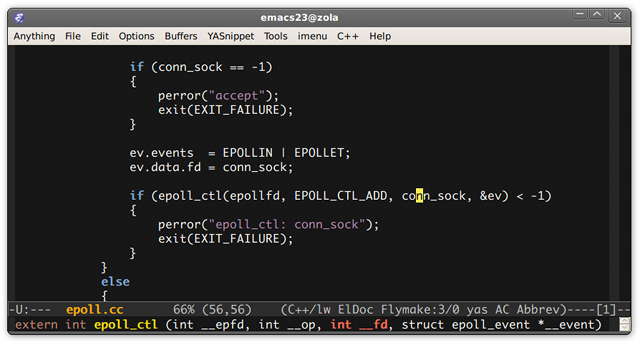 emacs23@zola
Anything File Edit Options Buffers YASnippet Tools imenu C++ Help
if (conn_sock == -1)
{
perror("accept");
exit(EXIT_FAILURE);
}
ev.events  = EPOLLIN | EPOLLET;
ev.data.fd = conn_sock;
if (epoll_ctl(epollfd, EPOLL_CTL_ADD, conn_sock, &ev) < -1)
{
perror("epoll_ctl: conn_sock");
exit(EXIT_FAILURE);
}
}
else
{
-U:--- epoll.cc 66% (56,56) (C++/lw ElDoc Flymake:3/0 yas AC Abbrev)----[1]--
extern int epoll_ctl (int __epfd, int __op, int __fd, struct epoll_event *__event)